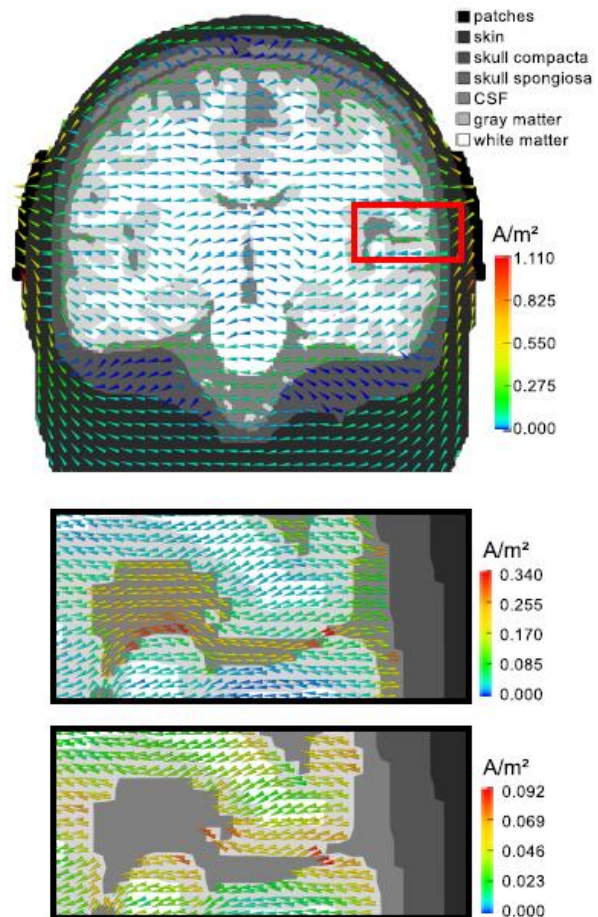 patches
skin
skull compacta
skull spongiosa
CSF
gray matter
white matter
A/m²
1.110
0.825
0.550
0.275
0.000
A/m²
0.340
0.255
0.170
0.085
0.000
A/m²
0.092
0.069
0.046
0.023
0.000